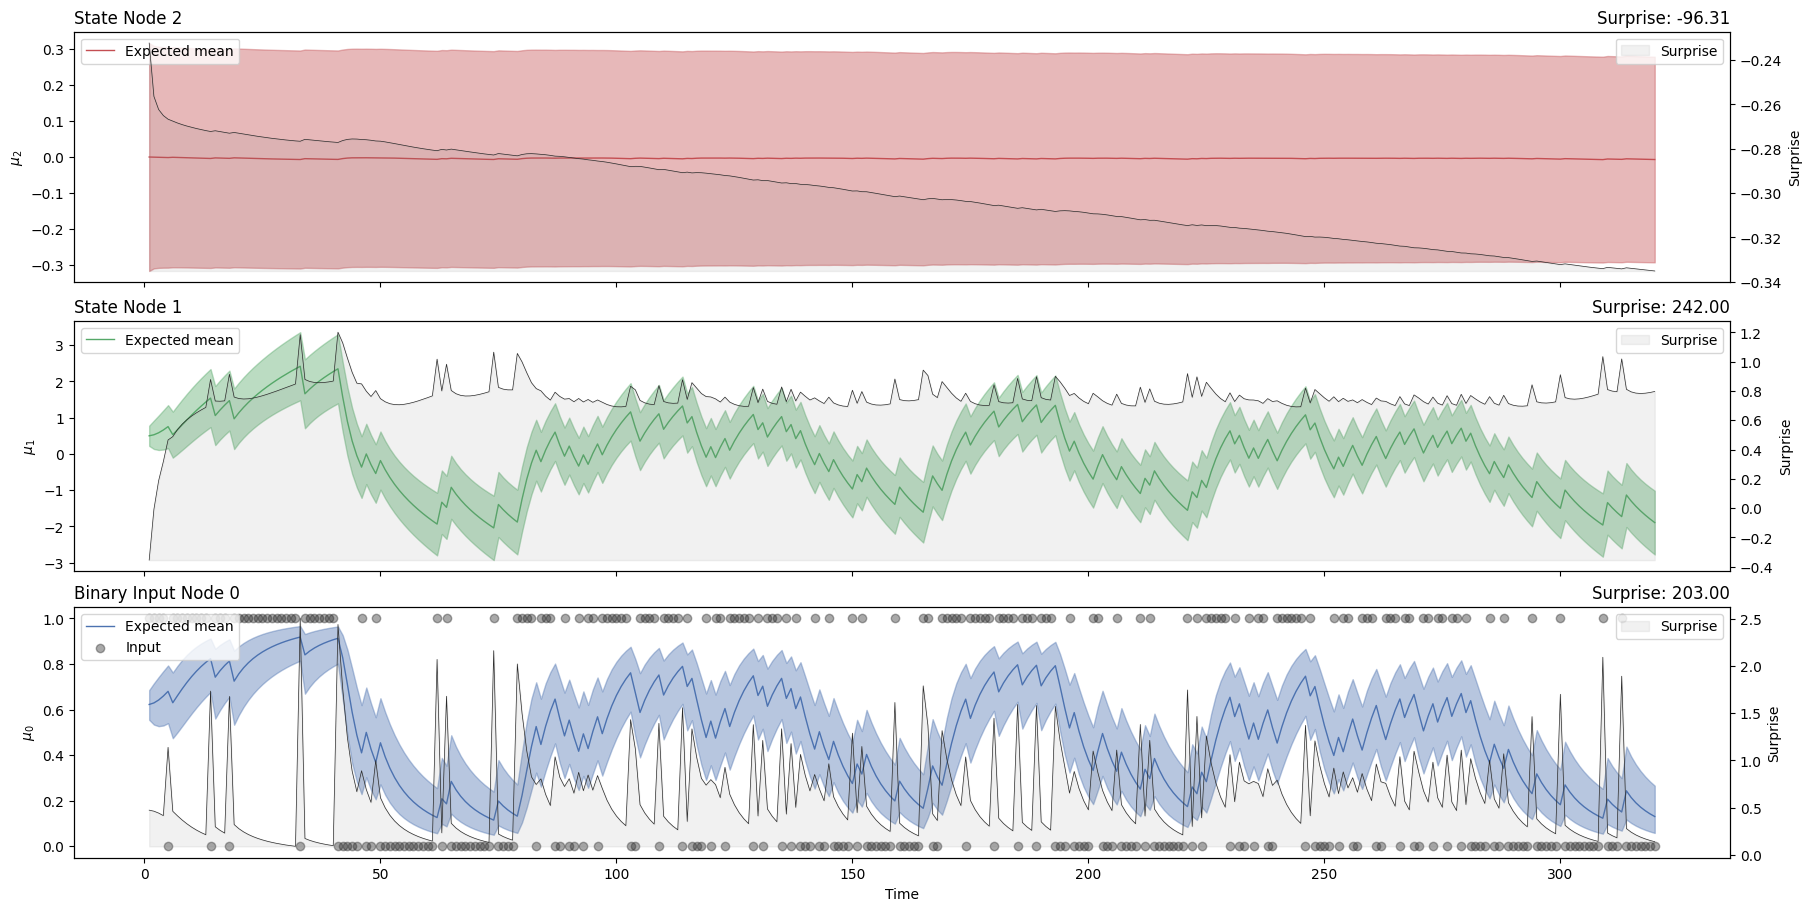 State Node 2 Surprise: -96.31
Expected mean
Surprise
0.3
0.2
0.1
0.0
−0.1
−0.2
−0.3
μ2
−0.24
−0.26
−0.28
−0.30
−0.32
−0.34
Surprise
State Node 1 Surprise: 242.00
Expected mean
Surprise
3
2
1
0
−1
−2
−3
μ1
1.2
1.0
0.8
0.6
0.4
0.2
0.0
−0.2
−0.4
Surprise
Binary Input Node 0 Surprise: 203.00
Expected mean
Input
Surprise
1.0
0.8
0.6
0.4
0.2
0.0
μ0
2.5
2.0
1.5
1.0
0.5
0.0
Surprise
0 50 100 150 200 250 300
Time